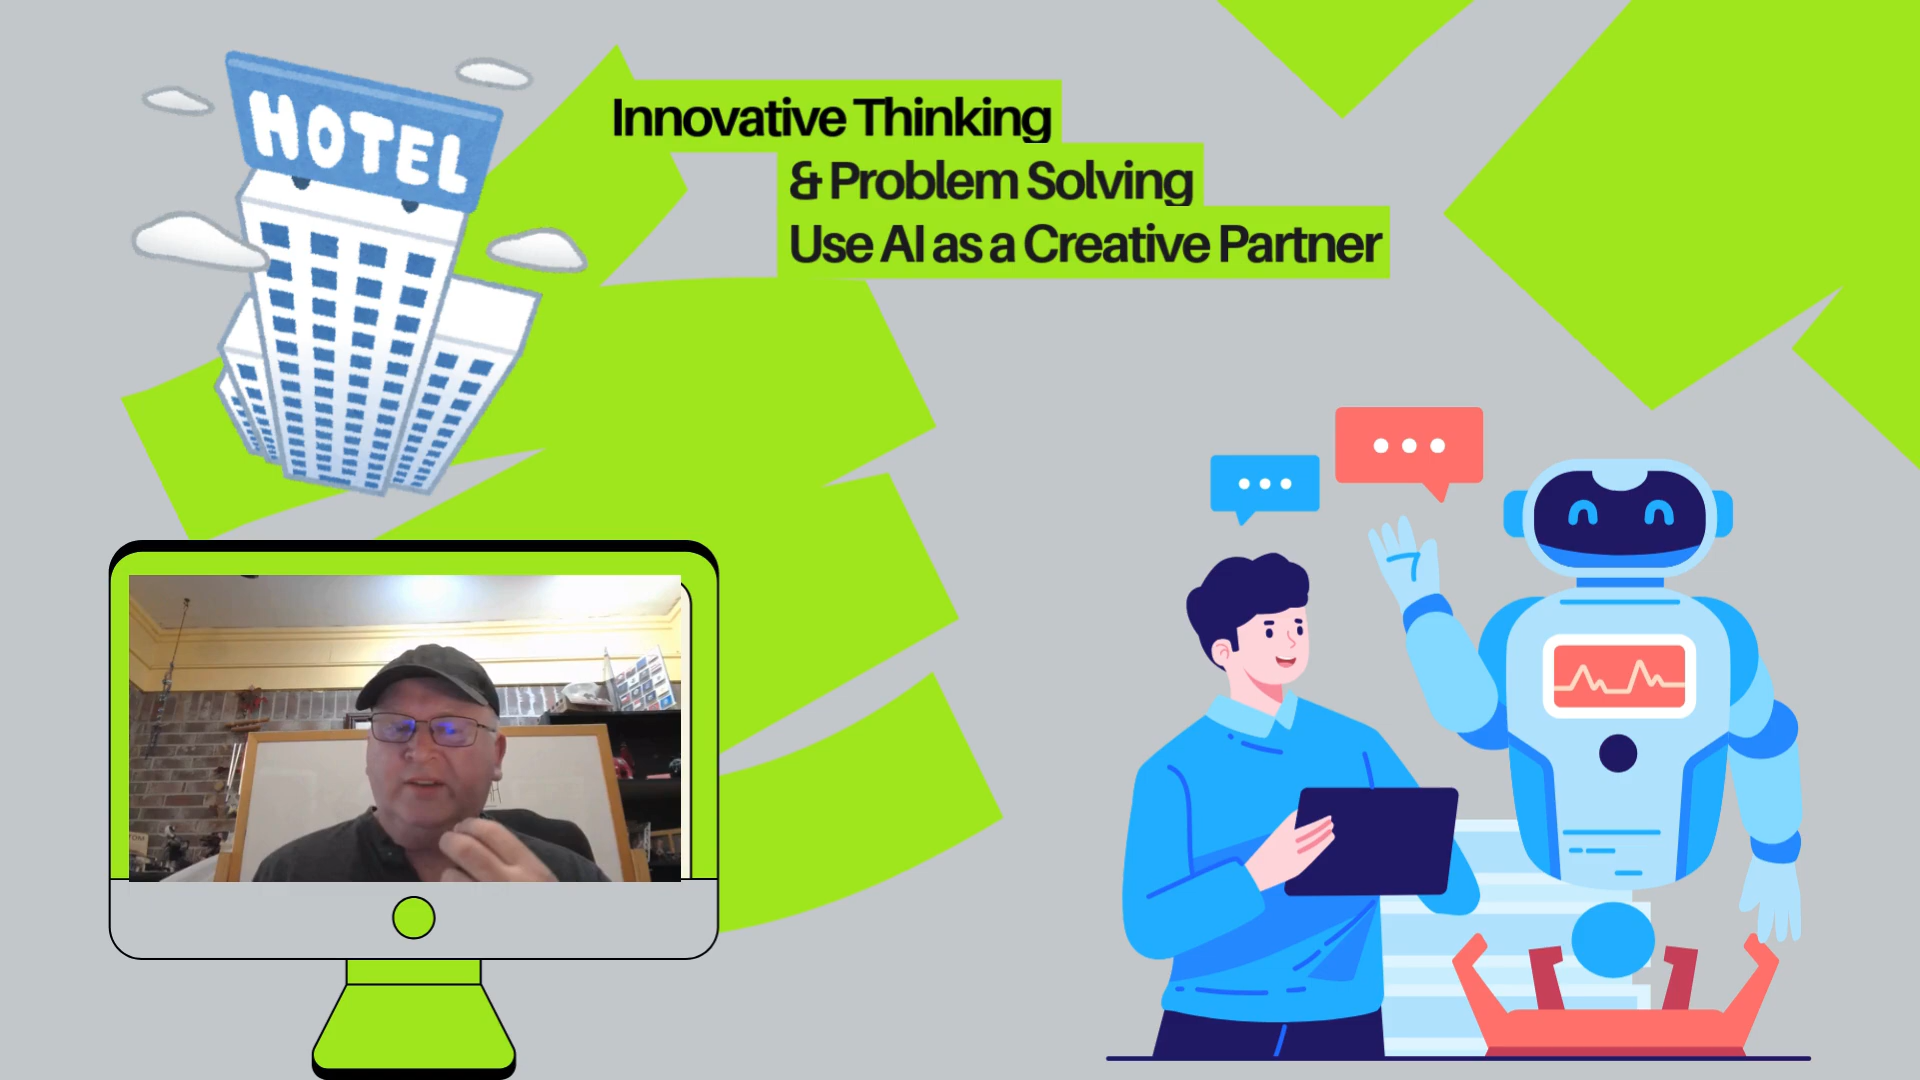 HOTEL
Innovative Thinking
& Problem Solving
Use AI as a Creative Partner